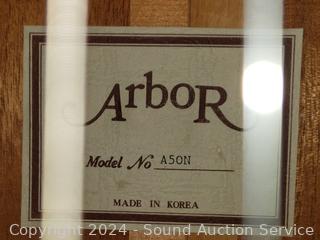 ArboR
Model No A50N
MADE IN KOREA
Copyright © 2024 - Sound Auction Service